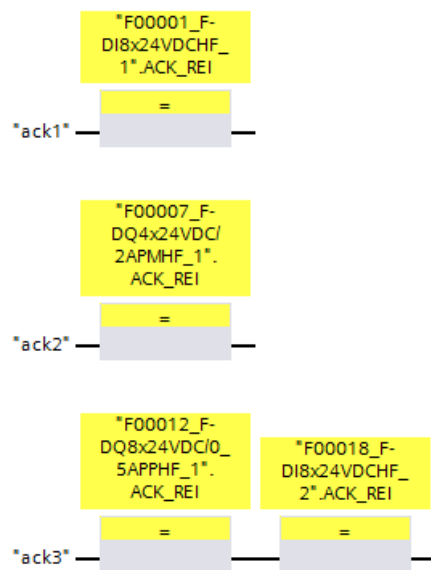 "F00001_F-
DI8x24VDCHF_
1".ACK_REI
=
"ack1"
"F00007_F-
DQ4x24VDC/
2APMHF_1".
ACK_REI
=
"ack2"
"F00012_F-
DQ8x24VDC/0_
5APPHF_1".
ACK_REI
=
"F00018_F-
DI8x24VDCHF_
2".ACK_REI
=
"ack3"